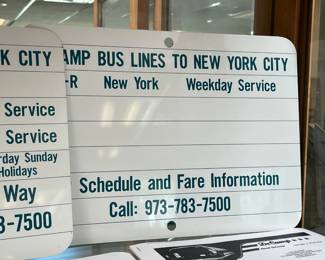 K CITY
Service
Service
rday Sunday
Holidays
Way
3-7500
AMP BUS LINES TO NEW YORK CITY
R New York Weekday Service
Schedule and Fare Information
Call: 973-783-7500
DeCamp